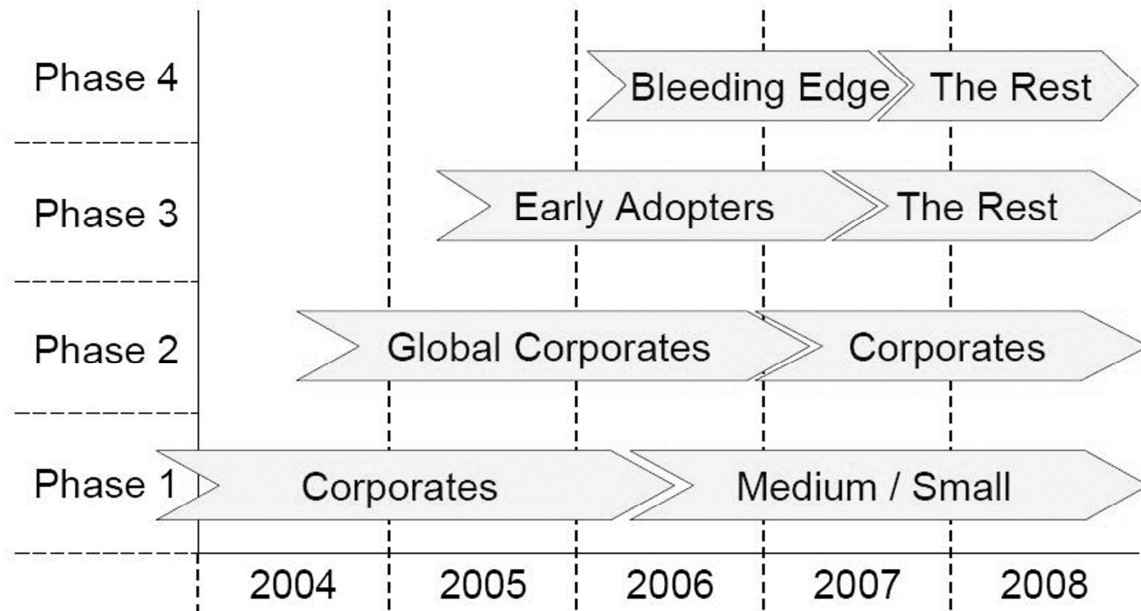 Phase 4 Bleeding Edge The Rest
Phase 3 Early Adopters The Rest
Phase 2 Global Corporates Corporates
Phase 1 Corporates Medium / Small
2004 2005 2006 2007 2008